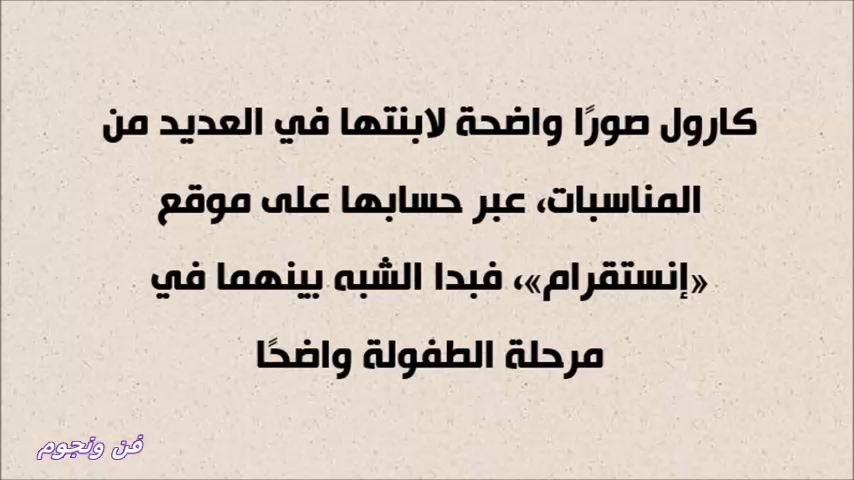 كارول صورًا واضحة لابنتها في العديد من
المناسبات، عبر حسابها على موقع
«إنستقرام»، فبدا الشبه بينهما في
مرحلة الطفولة واضحًا
فن ونجوم